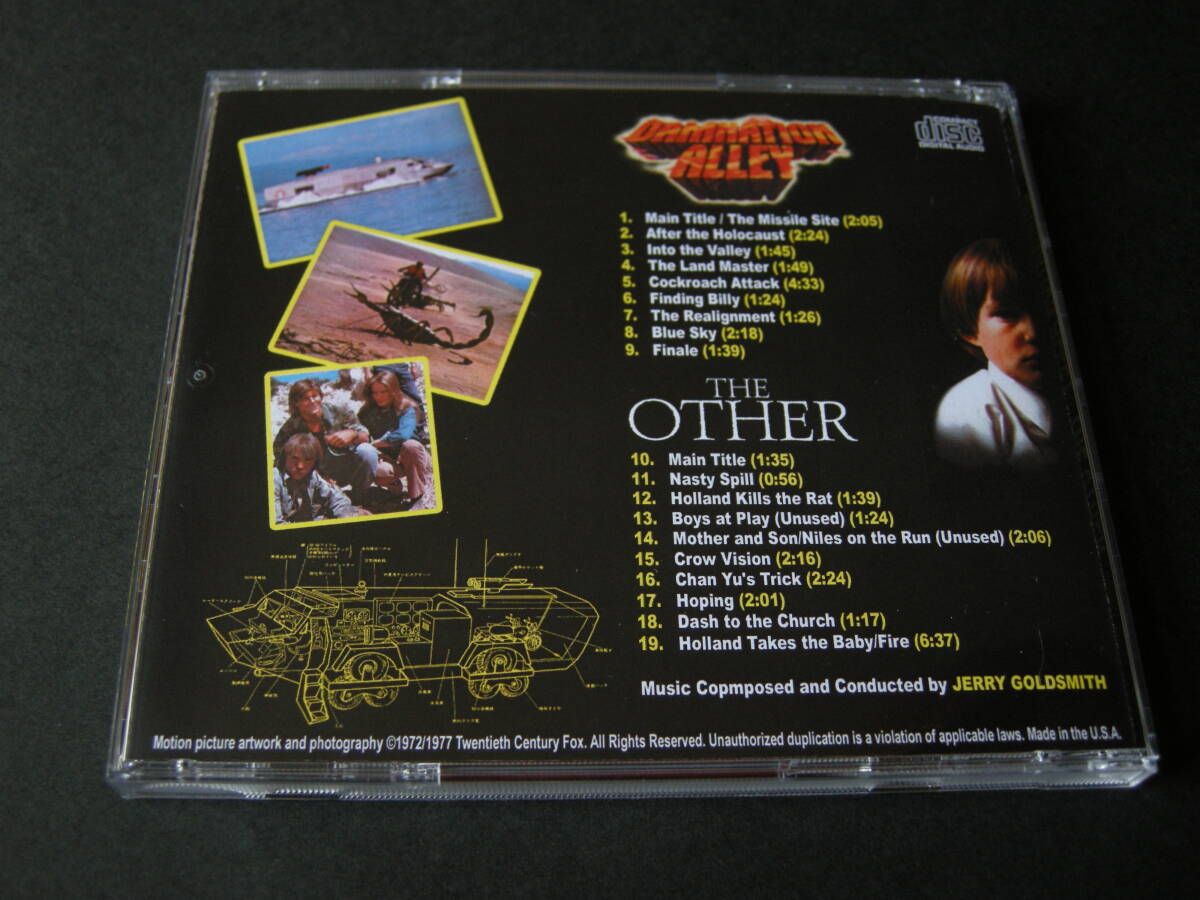 DAMNATION
ALLEY
COMPACT
disc
DIGITAL AUDIO
1. Main Title / The Missile Site (2:05)
2. After the Holocaust (2:24)
3. Into the Valley (1:45)
4. The Land Master (1:49)
5. Cockroach Attack (4:33)
6. Finding Billy (1:24)
7. The Realignment (1:26)
8. Blue Sky (2:18)
9. Finale (1:39)
THE
OTHER
10. Main Title (1:35)
11. Nasty Spill (0:56)
12. Holland Kills the Rat (1:39)
13. Boys at Play (Unused) (1:24)
14. Mother and Son/Niles on the Run (Unused) (2:06)
15. Crow Vision (2:16)
16. Chan Yu's Trick (2:24)
17. Hoping (2:01)
18. Dash to the Church (1:17)
19. Holland Takes the Baby/Fire (6:37)
Music Copmposed and Conducted by JERRY GOLDSMITH
Motion picture artwork and photography ©1972/1977 Twentieth Century Fox. All Rights Reserved. Unauthorized duplication is a violation of applicable laws. Made in the U.S.A.